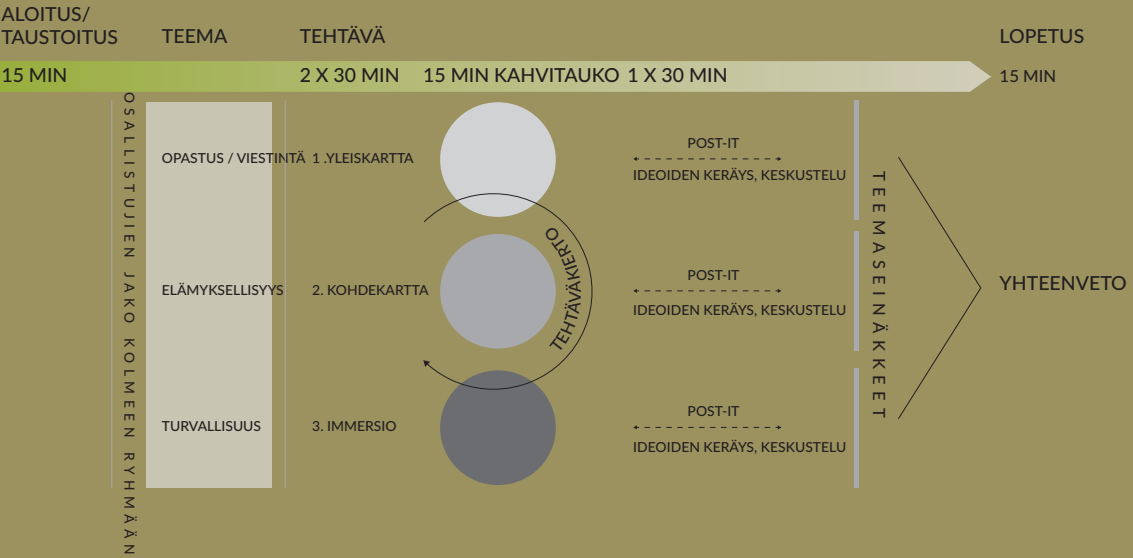 ALOITUS/
TAUSTOITUS
TEEMA
TEHTÄVÄ
LOPETUS
15 MIN
2 X 30 MIN
15 MIN KAHVITAUKO
1 X 30 MIN
15 MIN
OSALLISTUJIEN JAKO KOLMEEN RYHMÄÄN
OPASTUS / VIESTINTÄ
1 .YLEISKARTTA
POST-IT
IDEOIDEN KERÄYS, KESKUSTELU
ELÄMYKSELLISYYS
2. KOHDEKARTTA
TEHTÄVÄKIERTO
POST-IT
IDEOIDEN KERÄYS, KESKUSTELU
TURVALLISUUS
3. IMMERSIO
POST-IT
IDEOIDEN KERÄYS, KESKUSTELU
TEEMASEINÄKKEET
YHTEENVETO